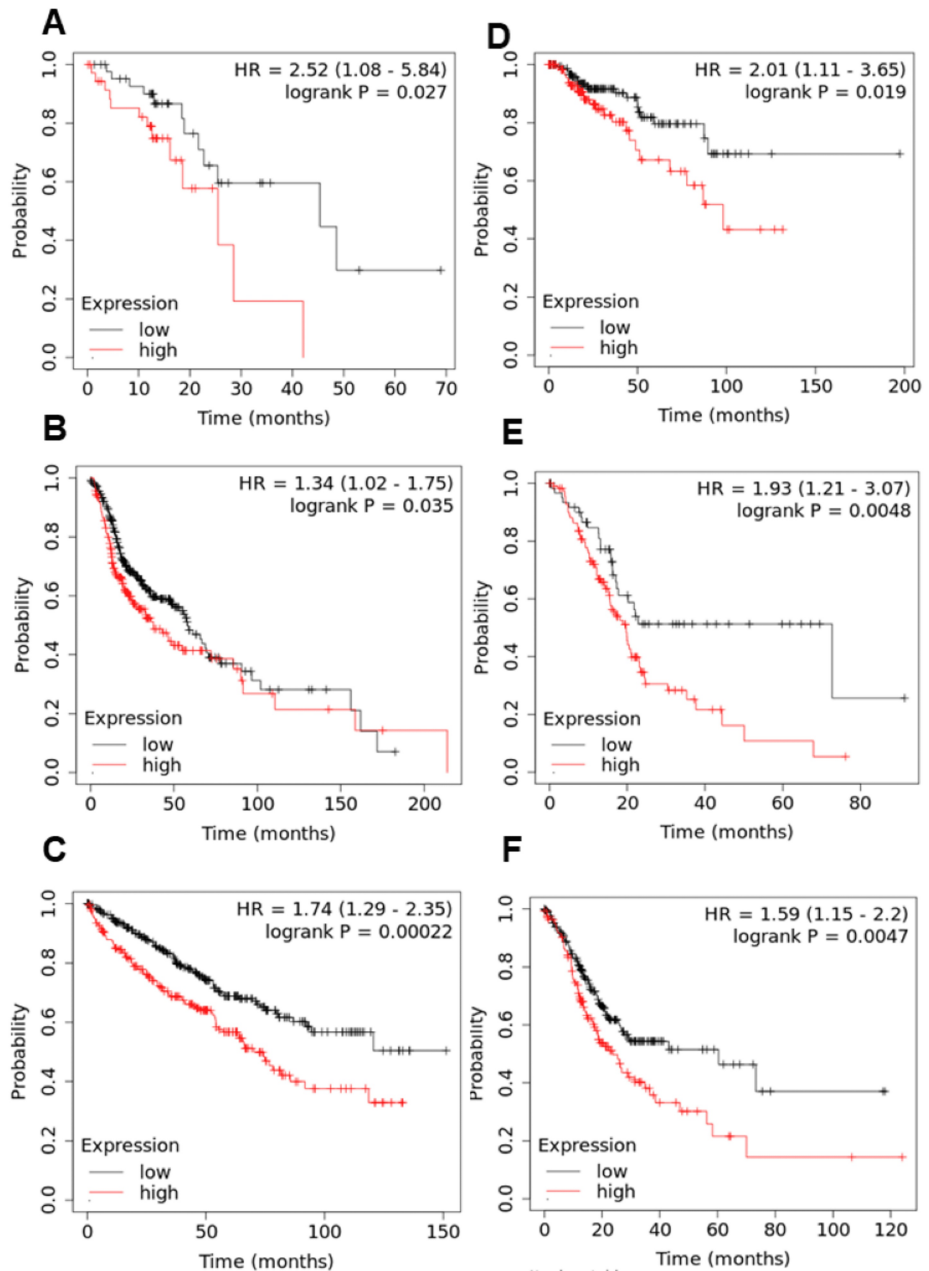 A
HR = 2.52 (1.08 - 5.84)
logrank P = 0.027
Probability
0.0 0.2 0.4 0.6 0.8 1.0
Expression
low
high
0 10 20 30 40 50 60 70
Time (months)
B
HR = 1.34 (1.02 - 1.75)
logrank P = 0.035
Probability
0.0 0.2 0.4 0.6 0.8 1.0
Expression
low
high
0 50 100 150 200
Time (months)
C
HR = 1.74 (1.29 - 2.35)
logrank P = 0.00022
Probability
0.0 0.2 0.4 0.6 0.8 1.0
Expression
low
high
0 50 100 150
Time (months)
D
HR = 2.01 (1.11 - 3.65)
logrank P = 0.019
Probability
0.0 0.2 0.4 0.6 0.8 1.0
Expression
low
high
0 50 100 150 200
Time (months)
E
HR = 1.93 (1.21 - 3.07)
logrank P = 0.0048
Probability
0.0 0.2 0.4 0.6 0.8 1.0
Expression
low
high
0 20 40 60 80
Time (months)
F
HR = 1.59 (1.15 - 2.2)
logrank P = 0.0047
Probability
0.0 0.2 0.4 0.6 0.8 1.0
Expression
low
high
0 20 40 60 80 100 120
Time (months)